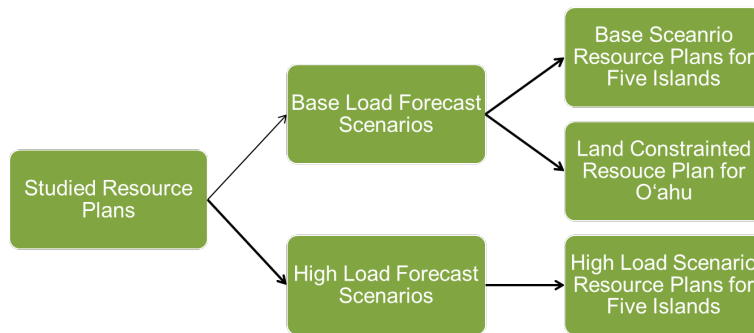 Studied Resource
Plans
Base Load Forecast
Scenarios
High Load Forecast
Scenarios
Base Sceanrio
Resource Plans for
Five Islands
Land Constrainted
Resouce Plan for
Oʻahu
High Load Scenario
Resource Plans for
Five Islands